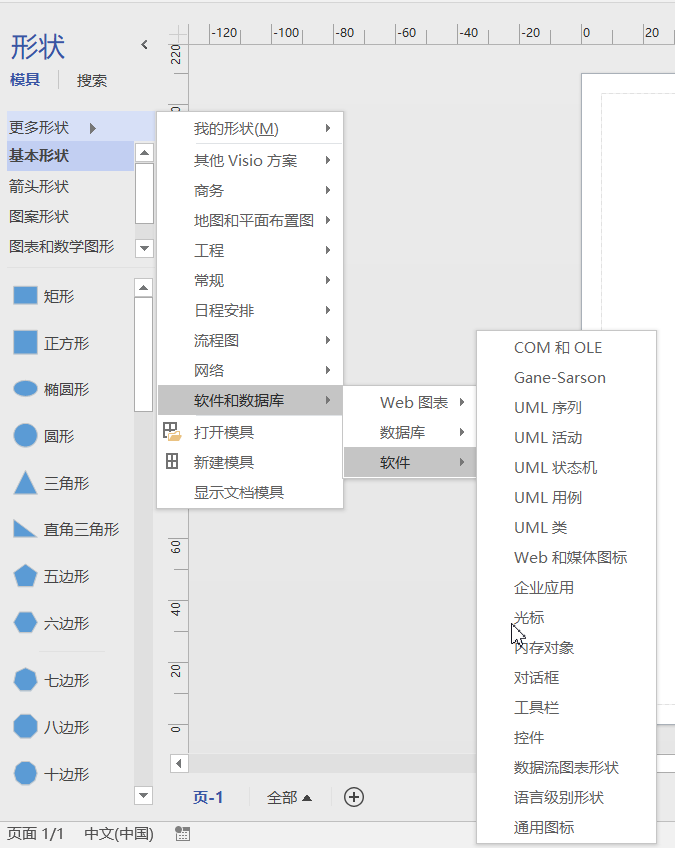 形状
模具
搜索
更多形状
基本形状
箭头形状
图案形状
图表和数学图形
矩形
正方形
椭圆形
圆形
三角形
直角三角形
五边形
六边形
七边形
八边形
十边形
-120 -100 -80 -60 -40 -20 0 20
220
60
40
20
0
我的形状(M)
其他 Visio 方案
商务
地图和平面布置图
工程
常规
日程安排
流程图
网络
软件和数据库
打开模具
新建模具
显示文档模具
Web 图表
数据库
软件
COM 和 OLE
Gane-Sarson
UML 序列
UML 活动
UML 状态机
UML 用例
UML 类
Web 和媒体图标
企业应用
光标
内存对象
对话框
工具栏
控件
数据流图表形状
语言级别形状
通用图标
页-1
全部
页面 1/1
中文(中国)